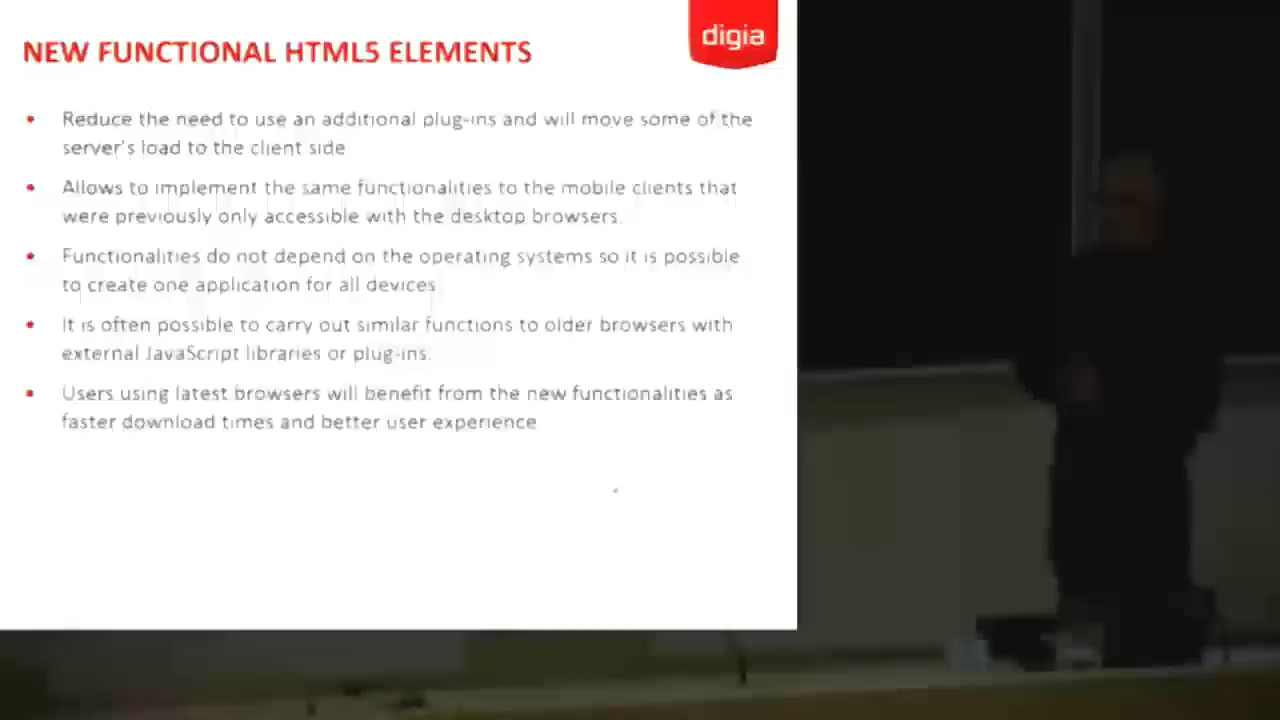 NEW FUNCTIONAL HTML5 ELEMENTS
digia
• Reduce the need to use an additional plug-ins and will move some of the
server's load to the client side
• Allows to implement the same functionalities to the mobile clients that
were previously only accessible with the desktop browsers.
• Functionalities do not depend on the operating systems so it is possible
to create one application for all devices
• It is often possible to carry out similar functions to older browsers with
external JavaScript libraries or plug-ins.
• Users using latest browsers will benefit from the new functionalities as
faster download times and better user experience